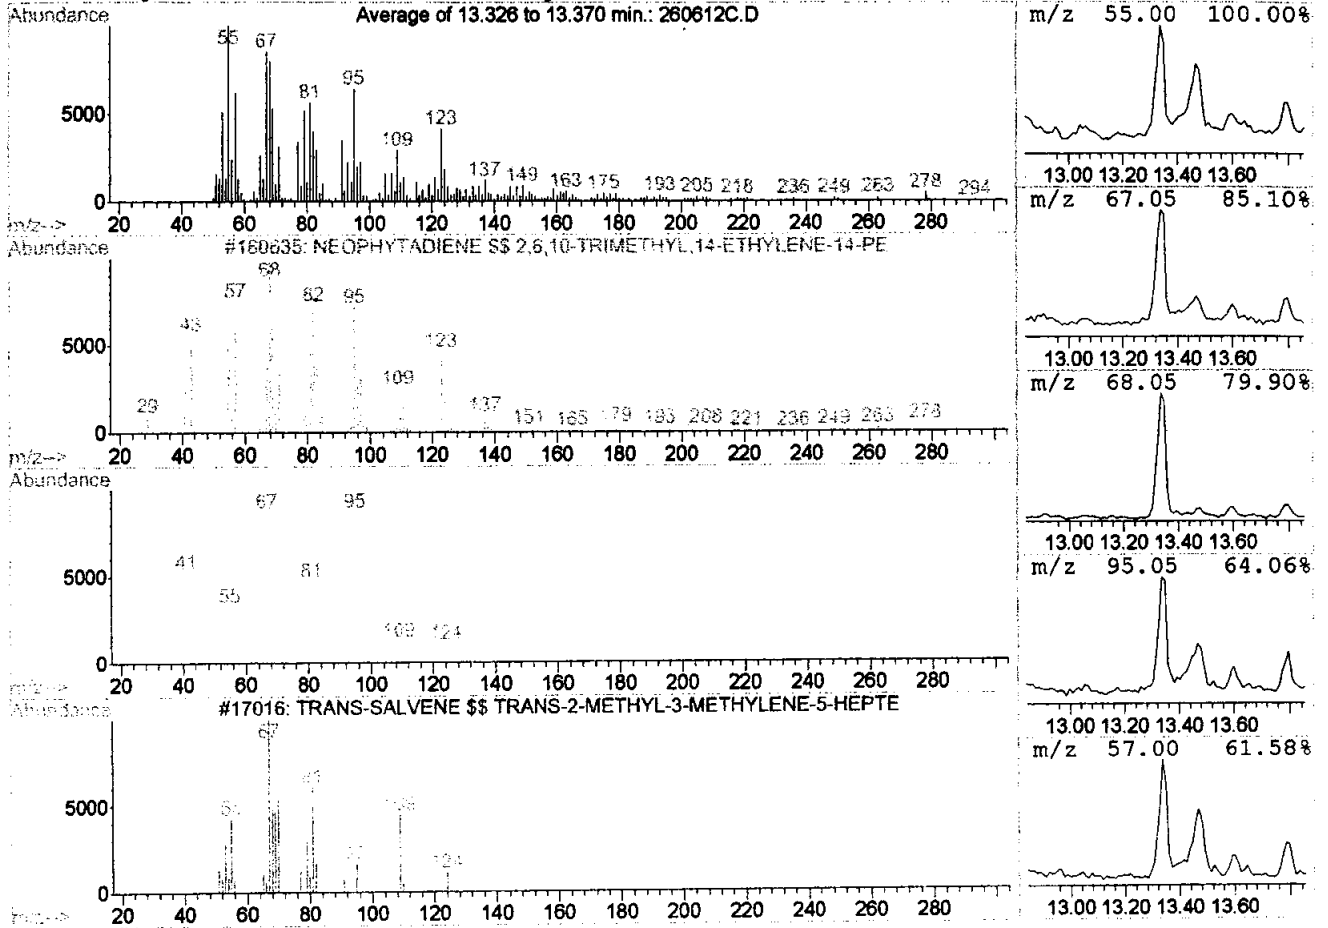 Abundance
Average of 13.326 to 13.370 min.: 260612C.D
55 67 81 95 109 123 137 149 163 175 193 205 218 236 249 263 278 294
5000
0
20 40 60 80 100 120 140 160 180 200 220 240 260 280
m/z-->
Abundance
#160635: NEOPHYTADIENE $$ 2,6,10-TRIMETHYL,14-ETHYLENE-14-PE
29 43 57 68 82 95 109 123 137 151 165 179 193 208 221 236 249 263 278
5000
0
20 40 60 80 100 120 140 160 180 200 220 240 260 280
m/z-->
Abundance
41 55 67 81 95 109 124
5000
0
20 40 60 80 100 120 140 160 180 200 220 240 260 280
m/z-->
Abundance
#17016: TRANS-SALVENE $$ TRANS-2-METHYL-3-METHYLENE-5-HEPTE
67 81 109 124
5000
0
20 40 60 80 100 120 140 160 180 200 220 240 260 280
m/z-->
m/z 55.00 100.00%
13.00 13.20 13.40 13.60
m/z 67.05 85.10%
13.00 13.20 13.40 13.60
m/z 68.05 79.90%
13.00 13.20 13.40 13.60
m/z 95.05 64.06%
13.00 13.20 13.40 13.60
m/z 57.00 61.58%
13.00 13.20 13.40 13.60